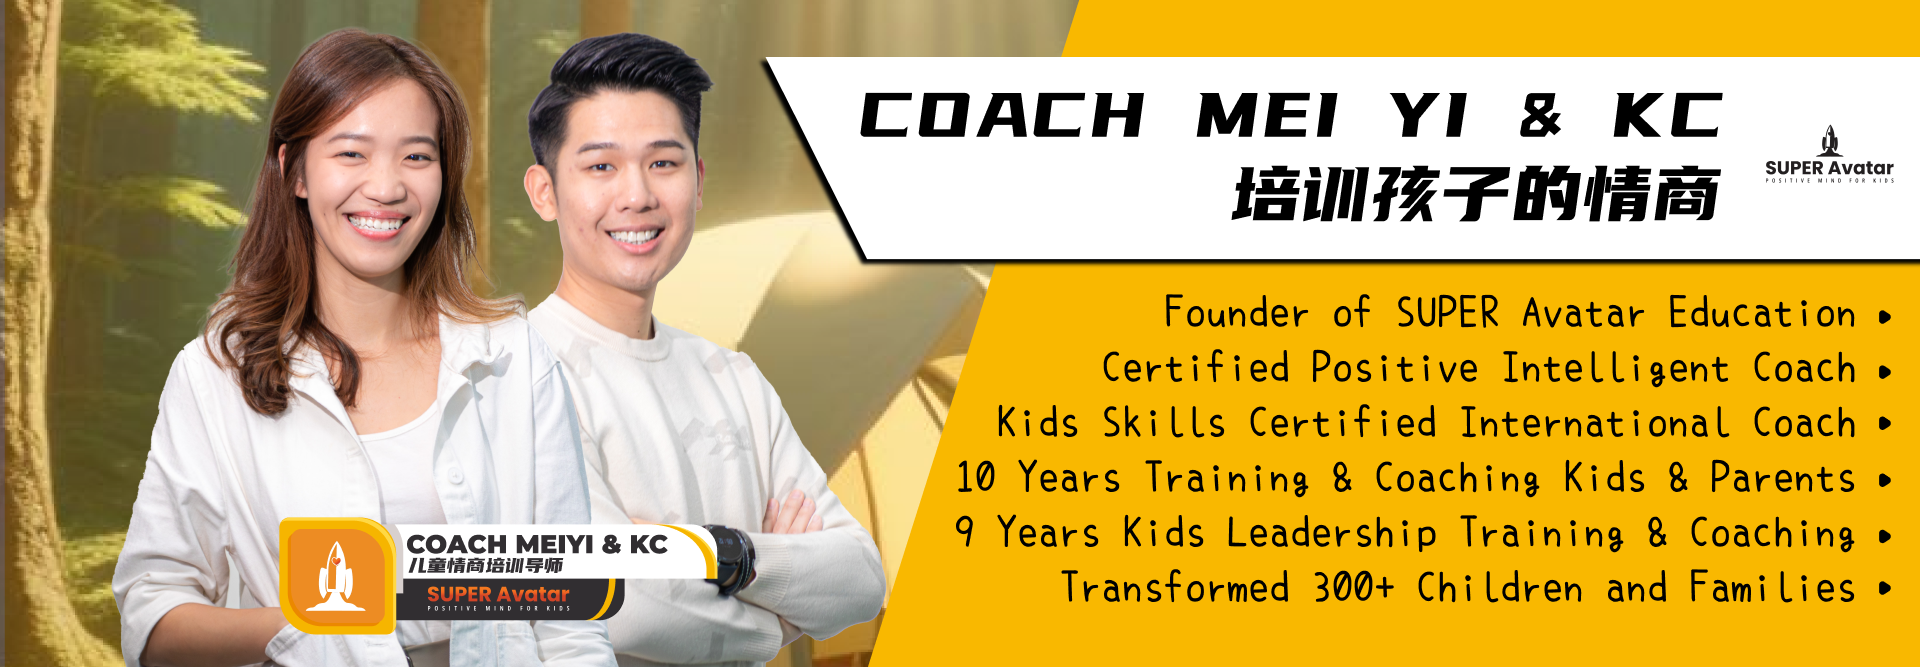 COACH MEI YI & KC
培训孩子的情商
SUPER Avatar
POSITIVE MIND FOR KIDS
Founder of SUPER Avatar Education
Certified Positive Intelligent Coach
Kids Skills Certified International Coach
10 Years Training & Coaching Kids & Parents
9 Years Kids Leadership Training & Coaching
Transformed 300+ Children and Families
COACH MEIYI & KC
儿童情商培训导师
SUPER Avatar
POSITIVE MIND FOR KIDS